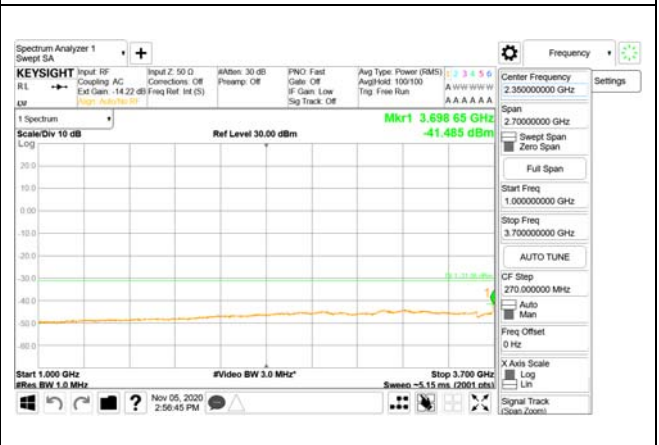 Spectrum Analyzer 1
Swept SA
+
Frequency
KEYSIGHT
RL
Input: RF
Coupling: AC
Ext Gain: -14.22 dB
Align: Auto/No RF
Input Z: 50 Ω
Corrections: Off
Freq Ref: Int (S)
#Atten: 30 dB
Preamp: Off
PNO: Fast
Gate: Off
IF Gain: Low
Sig Track: Off
Avg Type: Power (RMS)
Avg|Hold: 100/100
Trig: Free Run
1 2 3 4 5 6
A W W W W W
A A A A A A
1 Spectrum
Scale/Div 10 dB
Log
Ref Level 30.00 dBm
Mkr1 3.698 65 GHz
-41.485 dBm
20.0
10.0
0.00
-10.0
-20.0
-30.0
-40.0
-50.0
-60.0
1
Start 1.000 GHz
#Res BW 1.0 MHz
#Video BW 3.0 MHz*
Stop 3.700 GHz
Sweep ~5.15 ms (2001 pts)
Nov 05, 2020
2:56:45 PM
?
Settings
Center Frequency
2.350000000 GHz
Span
2.70000000 GHz
Swept Span
Zero Span
Full Span
Start Freq
1.000000000 GHz
Stop Freq
3.700000000 GHz
AUTO TUNE
CF Step
270.000000 MHz
Auto
Man
Freq Offset
0 Hz
X Axis Scale
Log
Lin
Signal Track
(Span Zoom)